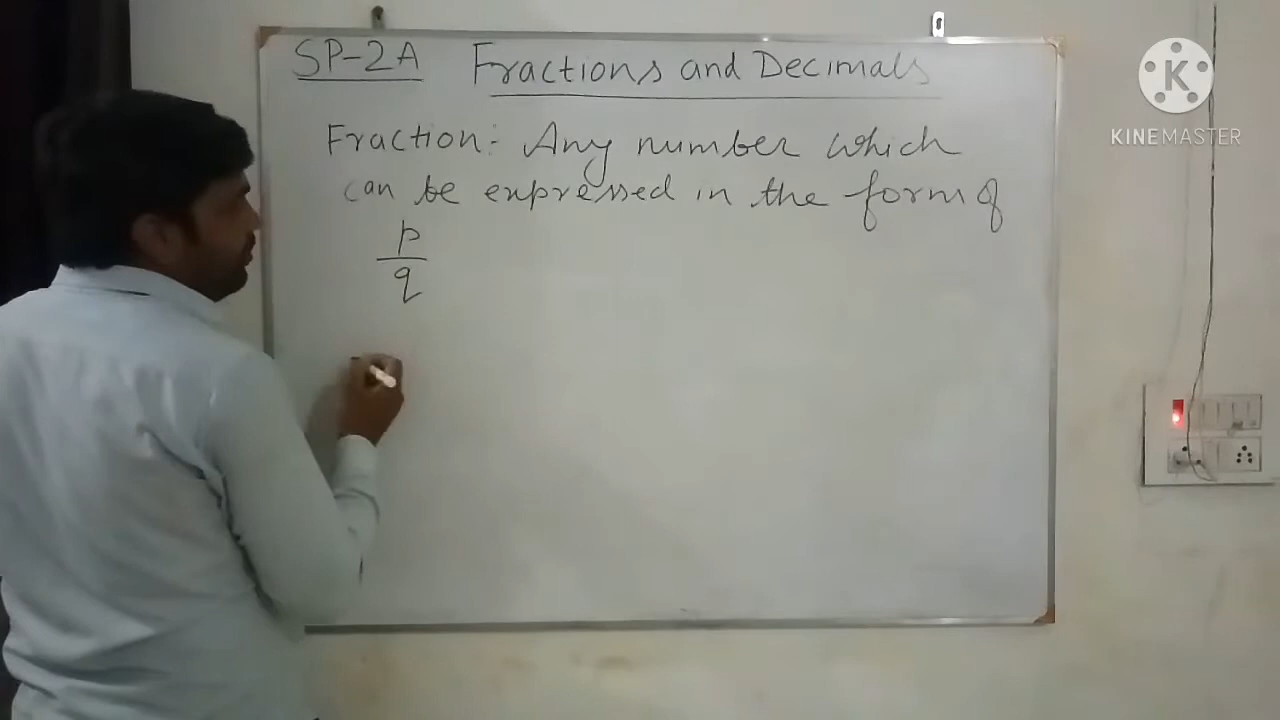 SP-2A Fractions and Decimals
Fraction:- Any number which
can be expressed in the form of
p
q
K
KINEMASTER